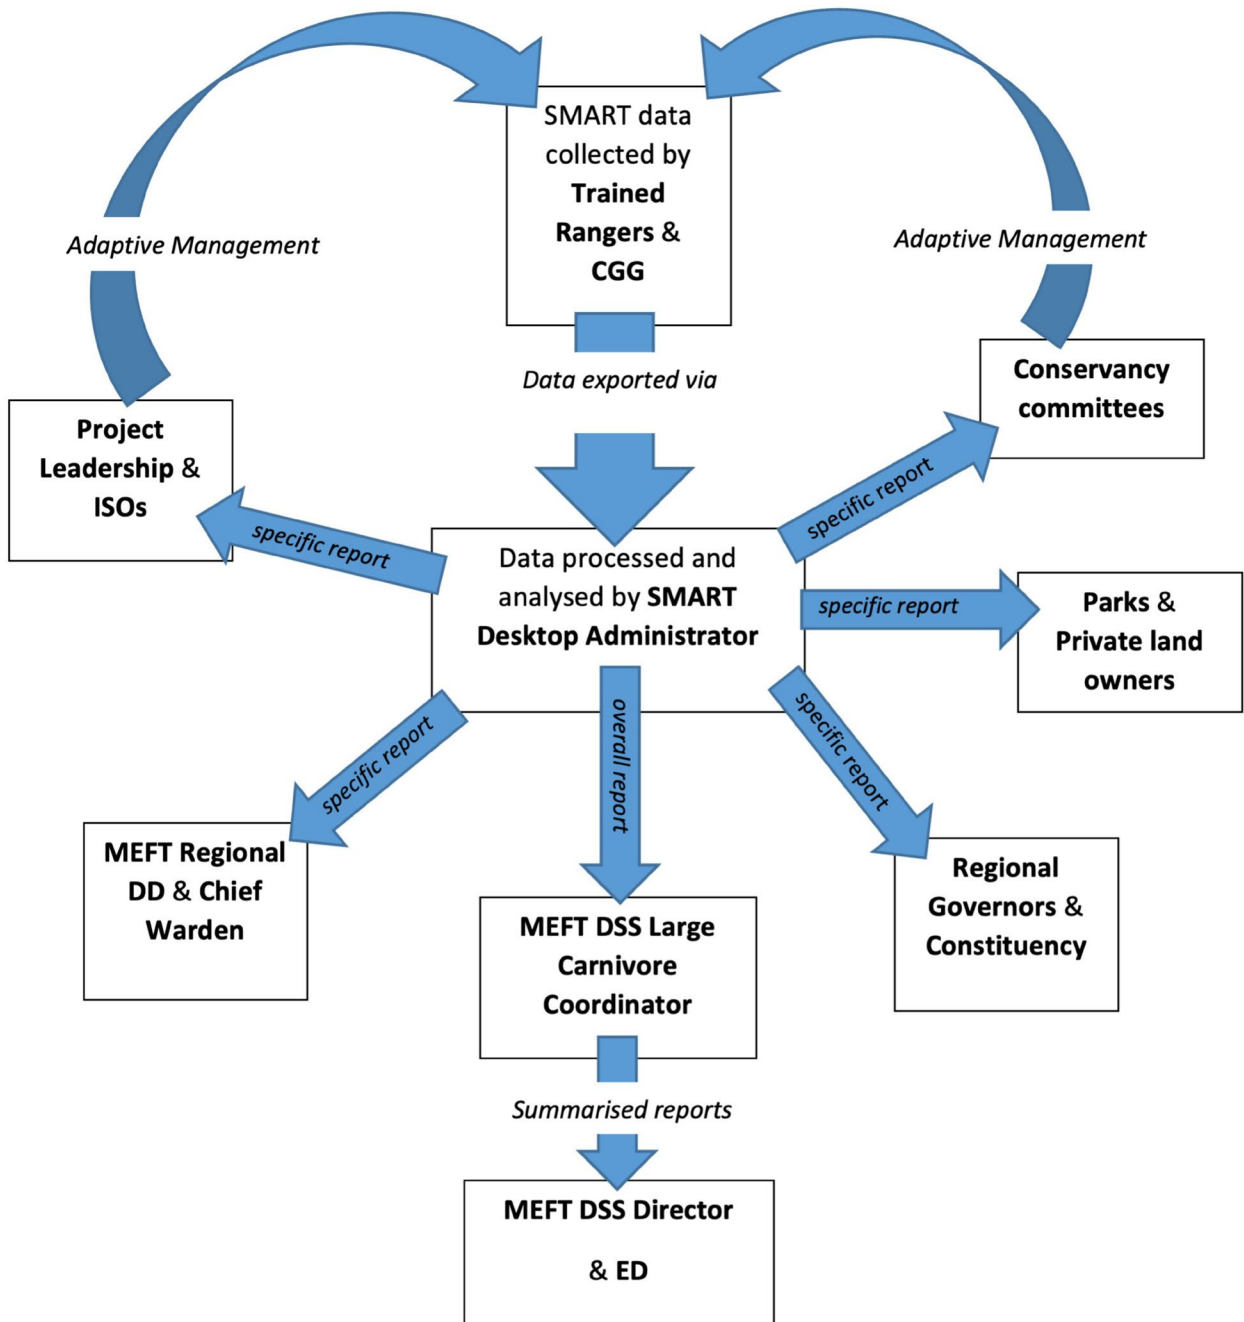 SMART data
collected by
Trained
Rangers &
CGG
Adaptive Management
Adaptive Management
Data exported via
Conservancy
committees
Project
Leadership &
ISOs
specific report
specific report
Data processed and
analysed by SMART
Desktop Administrator
specific report
Parks &
Private land
owners
specific report
overall report
specific report
MEFT Regional
DD & Chief
Warden
MEFT DSS Large
Carnivore
Coordinator
Regional
Governors &
Constituency
Summarised reports
MEFT DSS Director
& ED